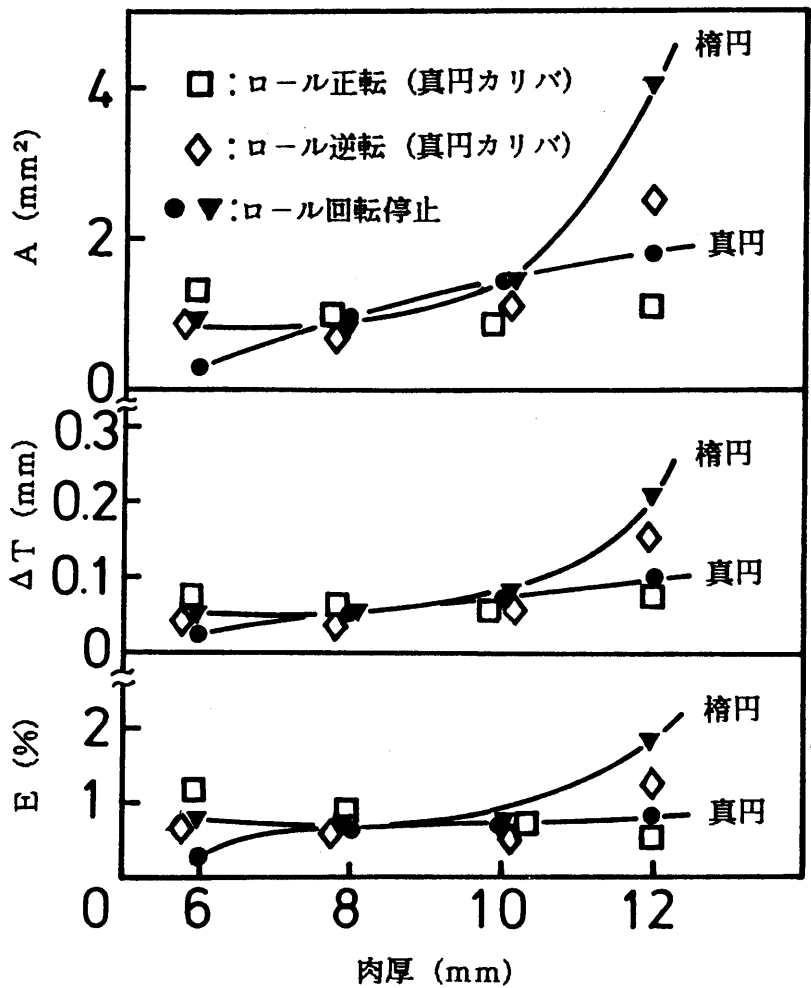 楕円
4
□:ロール正転 (真円カリバ)
◇:ロール逆転 (真円カリバ)
●▼:ロール回転停止
A (mm²)
2
真円
0
0.3
楕円
ΔT (mm)
0.2
0.1
真円
0
楕円
2
E (%)
1
真円
0 6 8 10 12
肉厚 (mm)